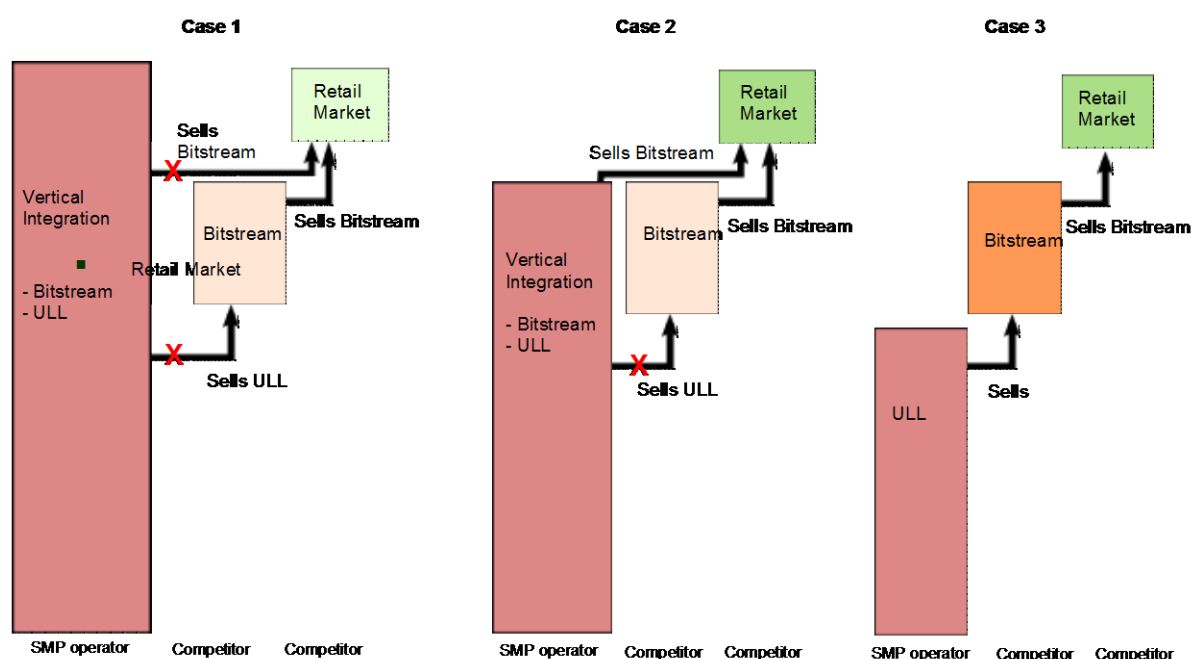 Case 1
Case 2
Case 3
Retail
Market
Sells
Bitstream
X
Vertical
Integration
Retail Market
- Bitstream
- ULL
Bitstream
Sells Bitstream
X
Sells ULL
SMP operator
Competitor
Competitor
Retail
Market
Sells Bitstream
Vertical
Integration
- Bitstream
- ULL
Bitstream
Sells Bitstream
X
Sells ULL
SMP operator
Competitor
Competitor
Retail
Market
Bitstream
Sells Bitstream
ULL
Sells
SMP operator
Competitor
Competitor